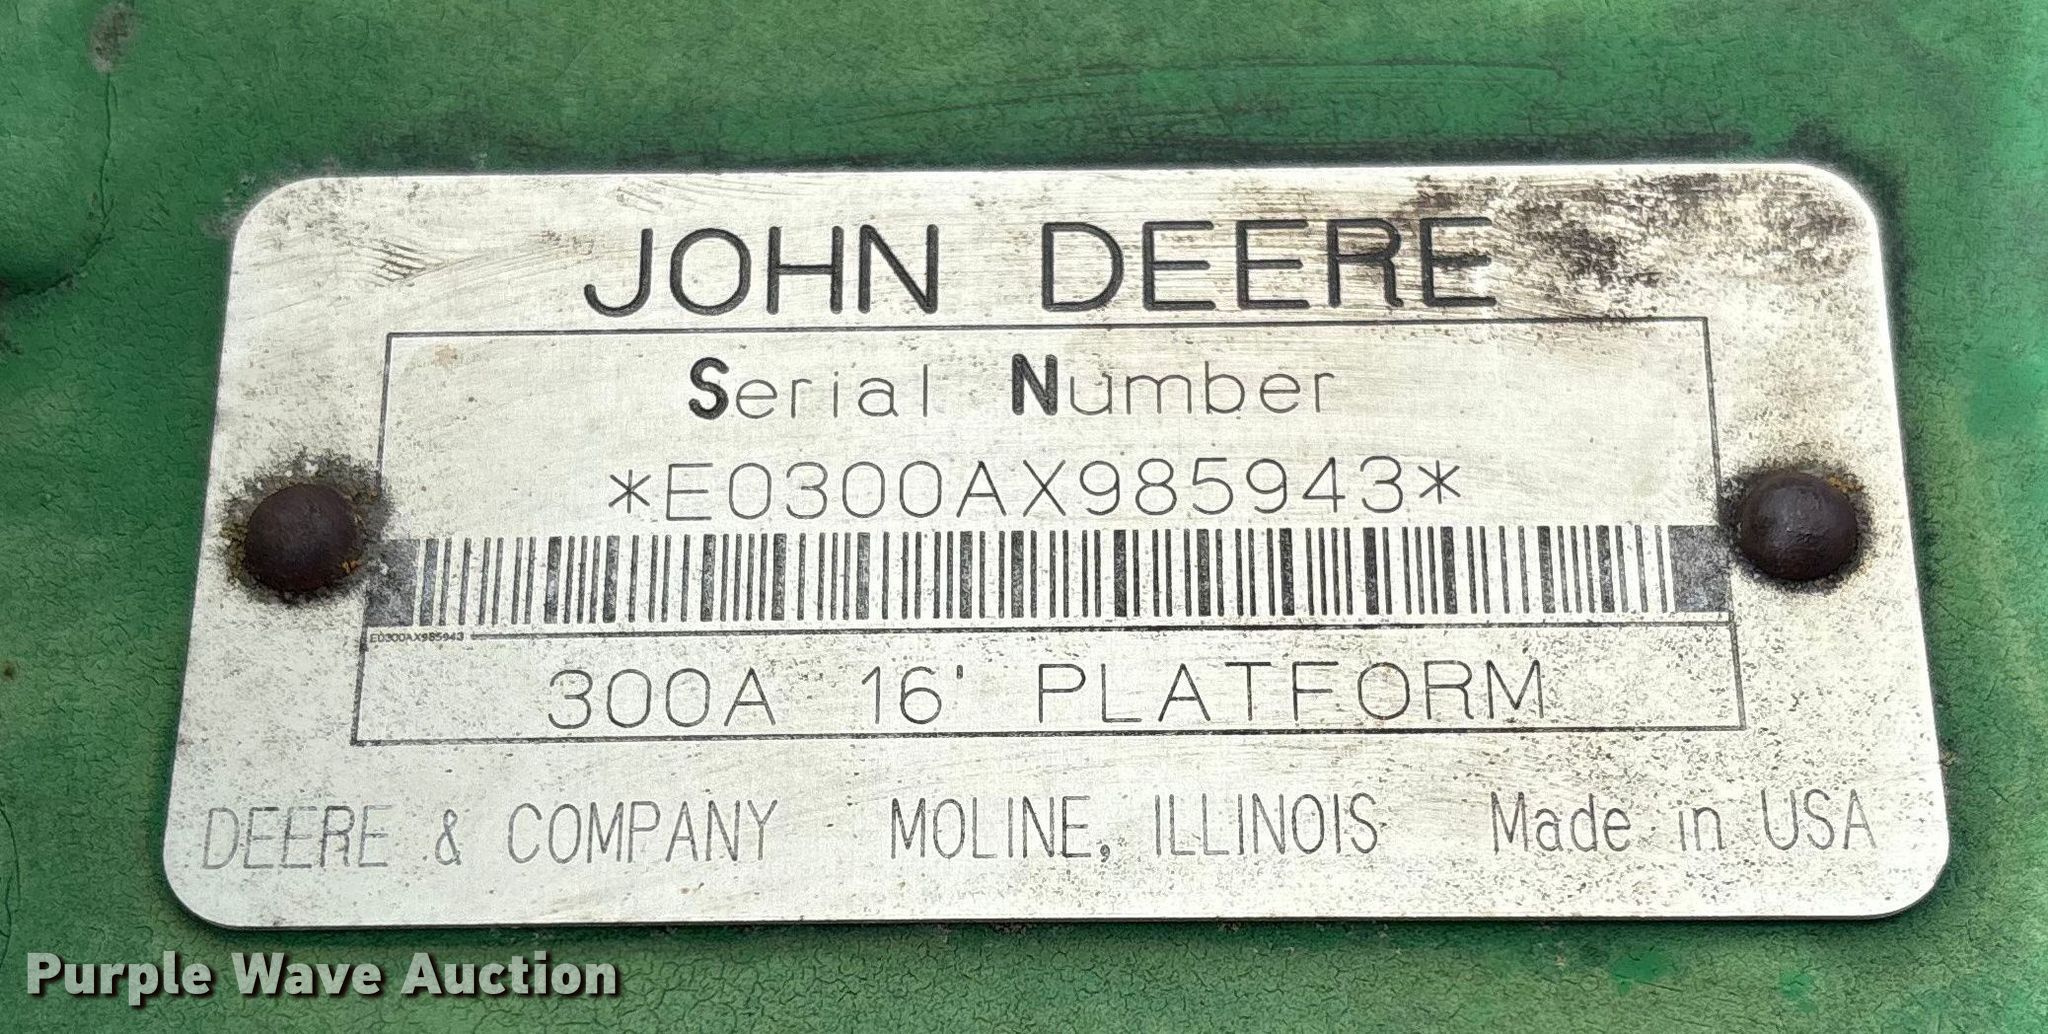 JOHN DEERE
Serial Number
*E0300AX985943*
E0300AX985943
300A 16' PLATFORM
DEERE & COMPANY MOLINE, ILLINOIS Made in USA
Purple Wave Auction